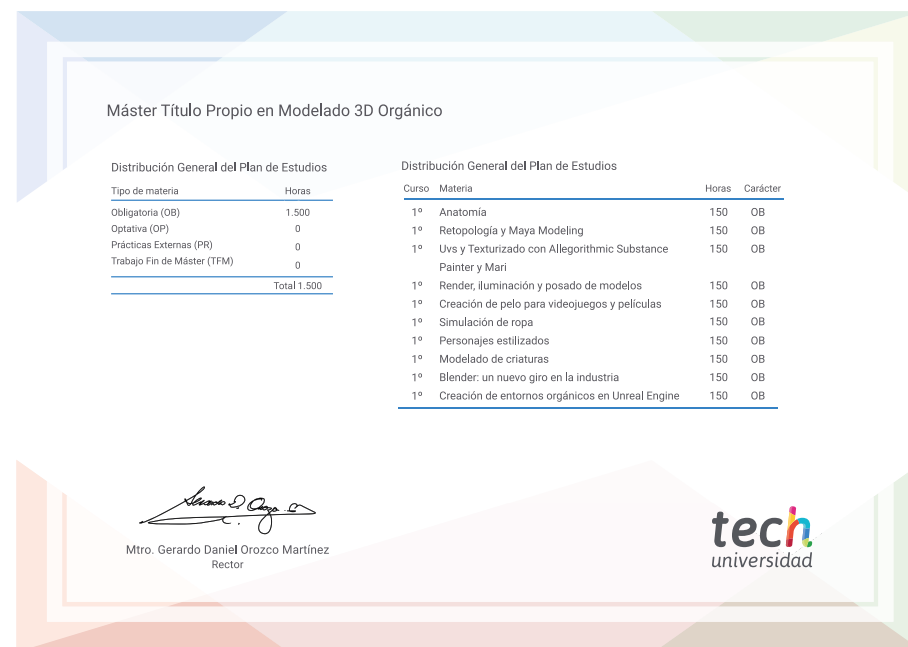 Máster Título Propio en Modelado 3D Orgánico
Distribución General del Plan de Estudios
Tipo de materia Horas
Obligatoria (OB) 1.500
Optativa (OP) 0
Prácticas Externas (PR) 0
Trabajo Fin de Máster (TFM) 0
Total 1.500
Distribución General del Plan de Estudios
Curso Materia Horas Carácter
1º Anatomía 150 OB
1º Retopología y Maya Modeling 150 OB
1º Uvs y Texturizado con Allegorithmic Substance 150 OB
Painter y Mari
1º Render, iluminación y posado de modelos 150 OB
1º Creación de pelo para videojuegos y películas 150 OB
1º Simulación de ropa 150 OB
1º Personajes estilizados 150 OB
1º Modelado de criaturas 150 OB
1º Blender: un nuevo giro en la industria 150 OB
1º Creación de entornos orgánicos en Unreal Engine 150 OB
Mtro. Gerardo Daniel Orozco Martínez
Rector
tech
universidad